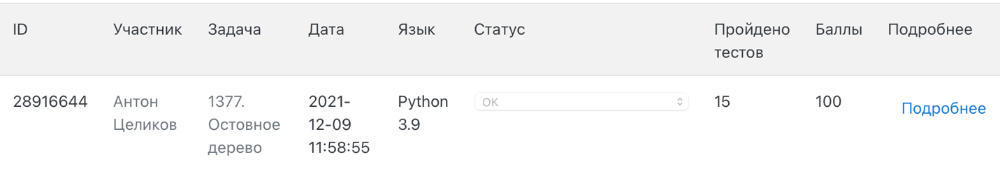 ID Участник Задача Дата Язык Статус Пройдено тестов Баллы Подробнее
28916644 Антон Целиков 1377. Остовное дерево 2021-12-09 11:58:55 Python 3.9 OK 15 100 Подробнее